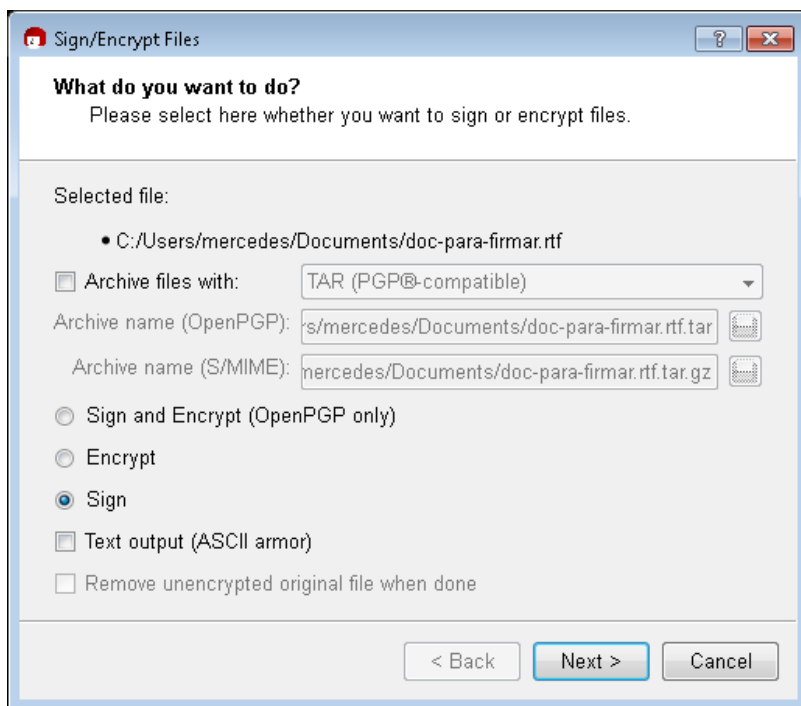 Sign/Encrypt Files
?
What do you want to do?
Please select here whether you want to sign or encrypt files.
Selected file:
• C:/Users/mercedes/Documents/doc-para-firmar.rtf
Archive files with: TAR (PGP®-compatible)
Archive name (OpenPGP): rs/mercedes/Documents/doc-para-firmar.rtf.tar
Archive name (S/MIME): mercedes/Documents/doc-para-firmar.rtf.tar.gz
Sign and Encrypt (OpenPGP only)
Encrypt
Sign
Text output (ASCII armor)
Remove unencrypted original file when done
< Back Next > Cancel